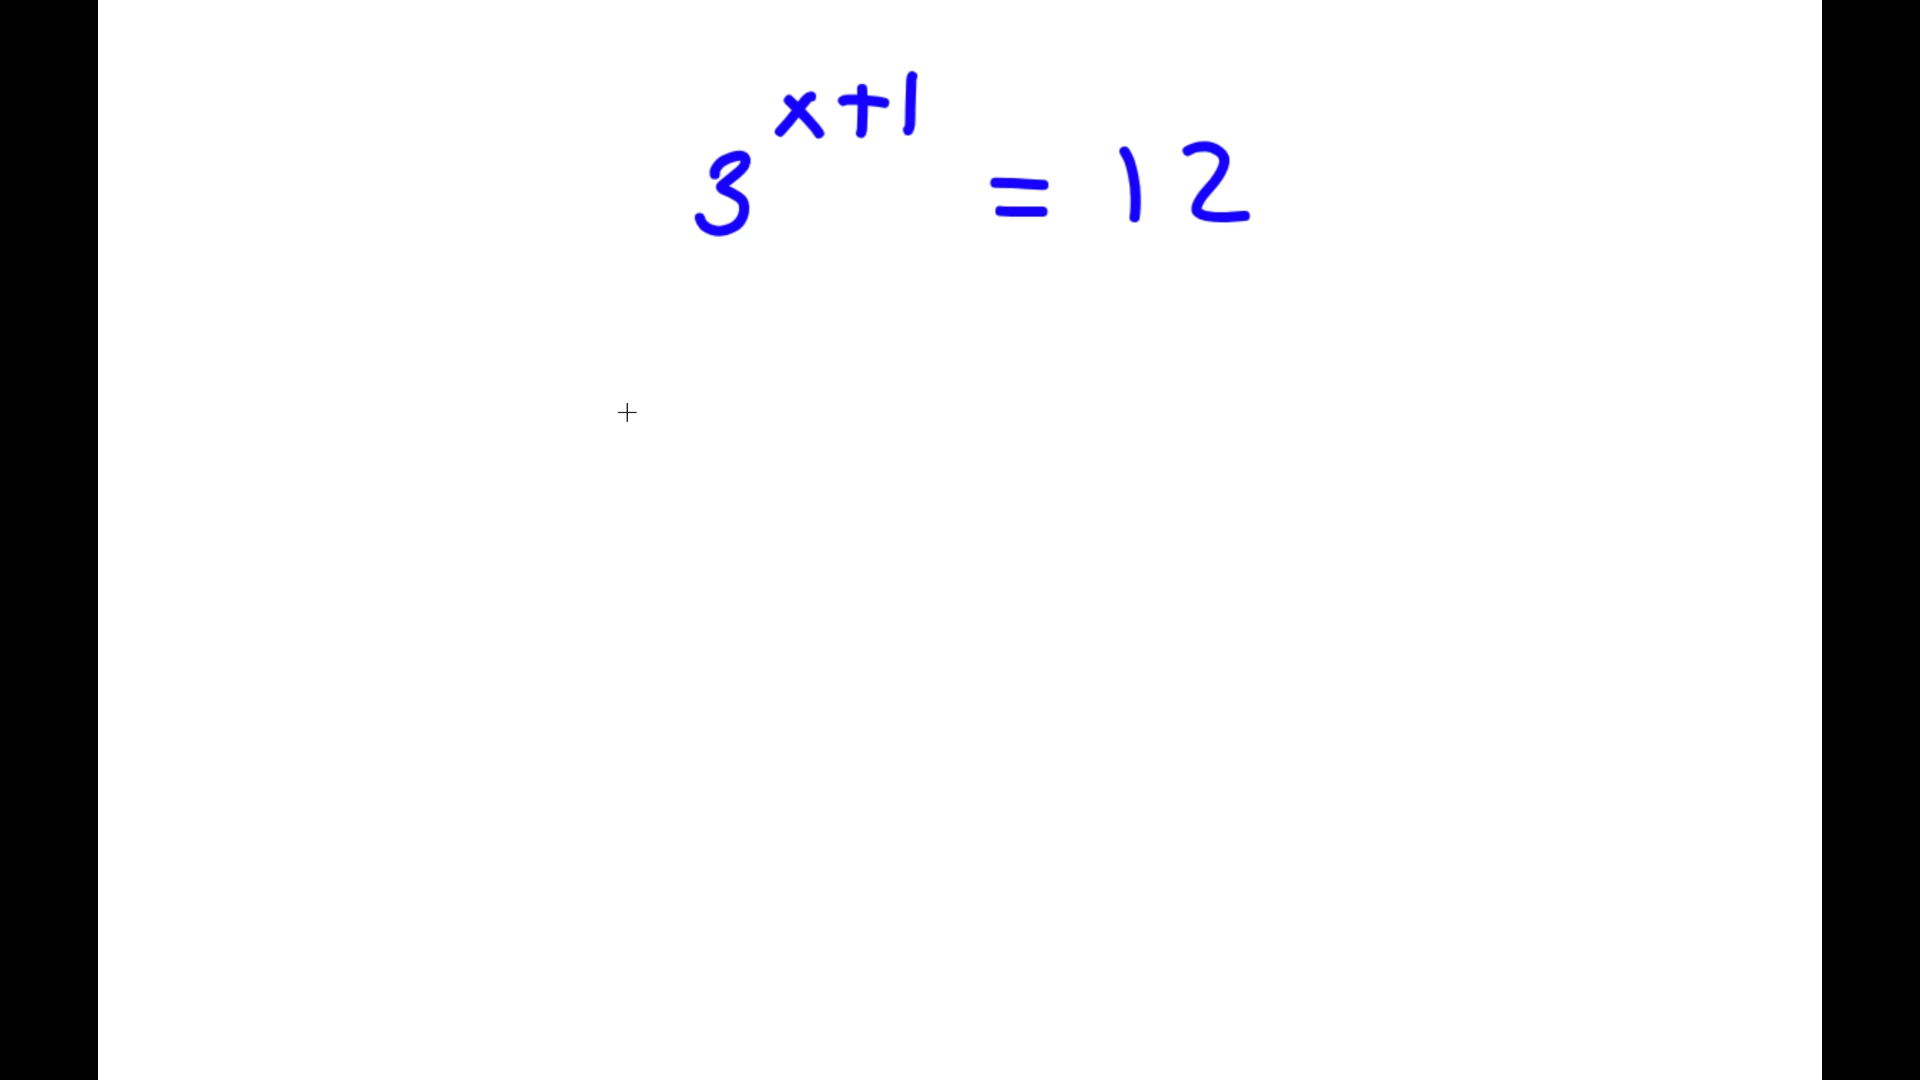 3^{x+1} = 12